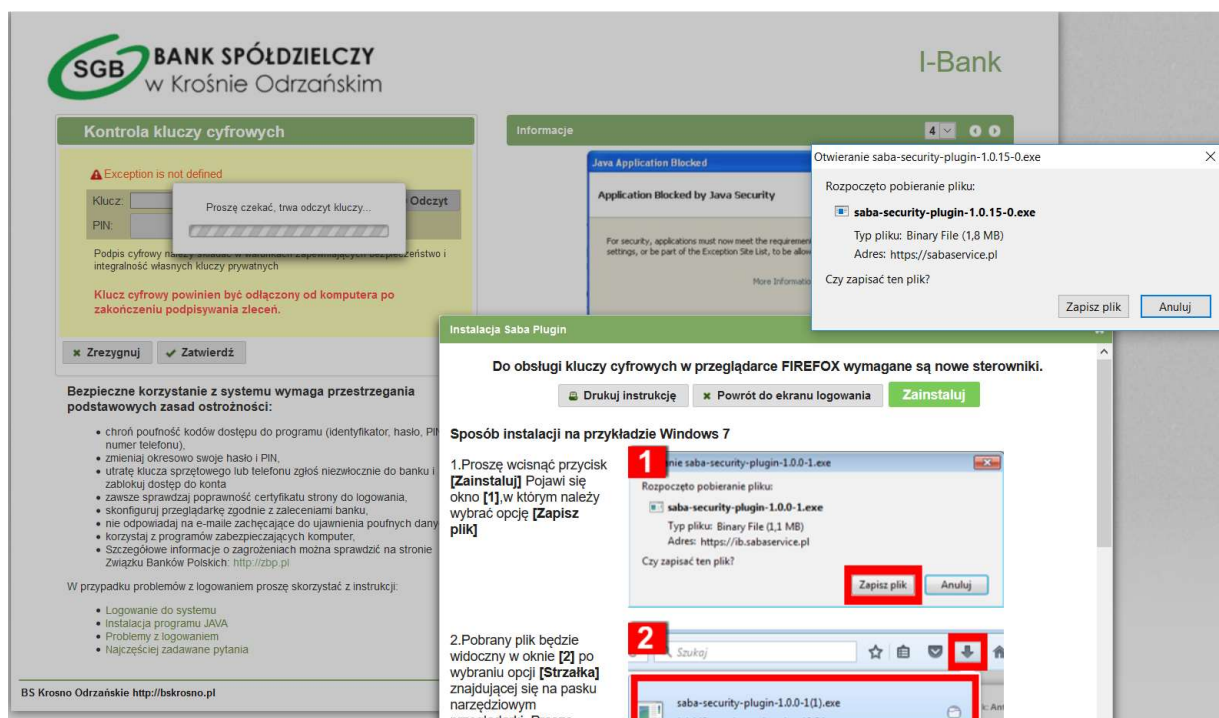 SGB
BANK SPÓŁDZIELCZY
w Krośnie Odrzańskim
I-Bank
Kontrola kluczy cyfrowych
Exception is not defined
Klucz:
Odczyt
PIN:
Proszę czekać, trwa odczyt kluczy...
Podpis cyfrowy należy składać w warunkach zapewniających bezpieczeństwo i
integralność własnych kluczy prywatnych
Klucz cyfrowy powinien być odłączony od komputera po
zakończeniu podpisywania zleceń.
Zrezygnuj
Zatwierdź
Bezpieczne korzystanie z systemu wymaga przestrzegania
podstawowych zasad ostrożności:
chroń poufność kodów dostępu do programu (identyfikator, hasło, PIN
numer telefonu),
zmieniaj okresowo swoje hasło i PIN,
utratę klucza sprzętowego lub telefonu zgłoś niezwłocznie do banku i
zablokuj dostęp do konta
zawsze sprawdzaj poprawność certyfikatu strony do logowania,
skonfiguruj przeglądarkę zgodnie z zaleceniami banku,
nie odpowiadaj na e-maile zachęcające do ujawnienia poufnych dany
korzystaj z programów zabezpieczających komputer,
Szczegółowe informacje o zagrożeniach można sprawdzić na stronie
Związku Banków Polskich: http://zbp.pl
W przypadku problemów z logowaniem proszę skorzystać z instrukcji:
Logowanie do systemu
Instalacja programu JAVA
Problemy z logowaniem
Najczęściej zadawane pytania
BS Krosno Odrzańskie http://bskrosno.pl
Informacje
4
Java Application Blocked
Application Blocked by Java Security
For security, applications must now meet the requiremen
settings, or be part of the Exception Site List, to be allow
More Informatio
Otwieranie saba-security-plugin-1.0.15-0.exe
Rozpoczęto pobieranie pliku:
saba-security-plugin-1.0.15-0.exe
Typ pliku: Binary File (1,8 MB)
Adres: https://sabaservice.pl
Czy zapisać ten plik?
Zapisz plik
Anuluj
Instalacja Saba Plugin
Do obsługi kluczy cyfrowych w przeglądarce FIREFOX wymagane są nowe sterowniki.
Drukuj instrukcję
Powrót do ekranu logowania
Zainstaluj
Sposób instalacji na przykładzie Windows 7
1.Proszę wcisnąć przycisk
[Zainstaluj] Pojawi się
okno [1],w którym należy
wybrać opcję [Zapisz
plik]
1
nie saba-security-plugin-1.0.0-1.exe
Rozpoczęto pobieranie pliku:
saba-security-plugin-1.0.0-1.exe
Typ pliku: Binary File (1,1 MB)
Adres: https://ib.sabaservice.pl
Czy zapisać ten plik?
Zapisz plik
Anuluj
2.Pobrany plik będzie
widoczny w oknie [2] po
wybraniu opcji [Strzałka]
znajdującej się na pasku
narzędziowym
2
Szukaj
saba-security-plugin-1.0.0-1(1).exe